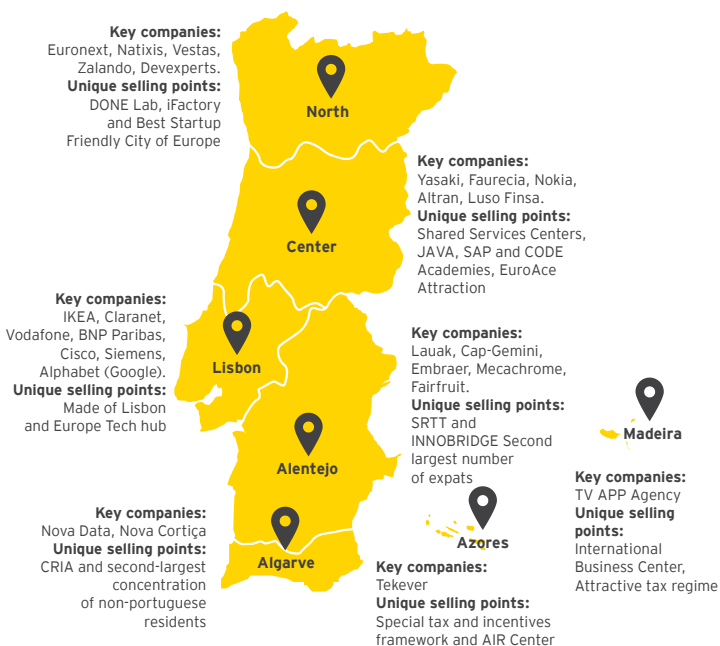 Key companies:
Euronext, Natixis, Vestas,
Zalando, Devexperts.
Unique selling points:
DONE Lab, iFactory
and Best Startup
Friendly City of Europe
North
Key companies:
Yasaki, Faurecia, Nokia,
Altran, Luso Finsa.
Unique selling points:
Shared Services Centers,
JAVA, SAP and CODE
Academies, EuroAce
Attraction
Center
Key companies:
IKEA, Claranet,
Vodafone, BNP Paribas,
Cisco, Siemens,
Alphabet (Google).
Unique selling points:
Made of Lisbon
and Europe Tech hub
Lisbon
Key companies:
Lauak, Cap-Gemini,
Embraer, Mecachrome,
Fairfruit.
Unique selling points:
SRTT and
INNOBRIDGE Second
largest number
of expats
Alentejo
Madeira
Key companies:
TV APP Agency
Unique selling
points:
International
Business Center,
Attractive tax regime
Key companies:
Nova Data, Nova Cortiça
Unique selling points:
CRIA and second-largest
concentration
of non-portuguese
residents
Algarve
Azores
Key companies:
Tekever
Unique selling points:
Special tax and incentives
framework and AIR Center